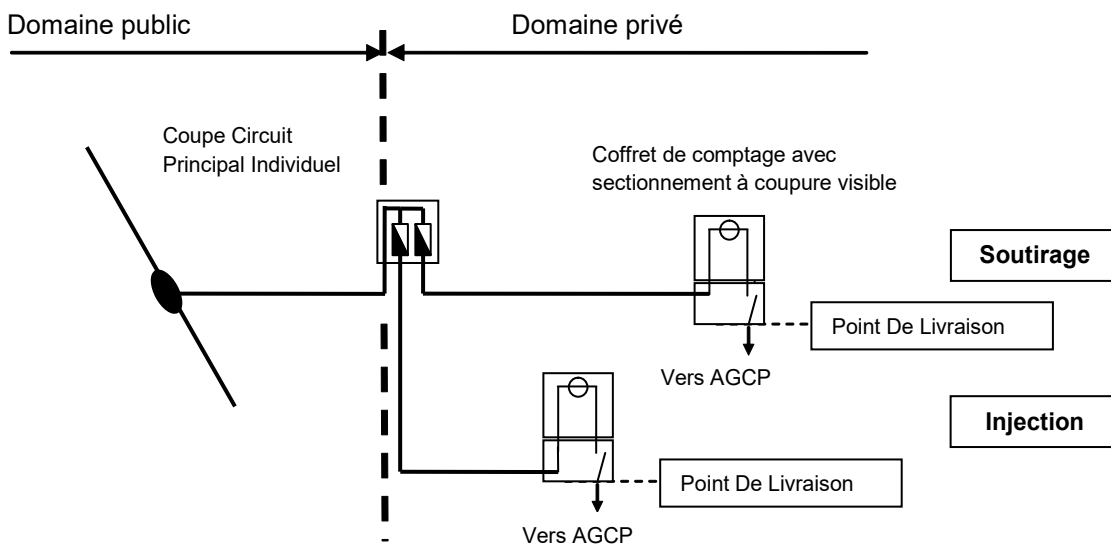 Domaine public
Domaine privé
Coupe Circuit
Principal Individuel
Coffret de comptage avec
sectionnement à coupure visible
Soutirage
Point De Livraison
Vers AGCP
Injection
Point De Livraison
Vers AGCP